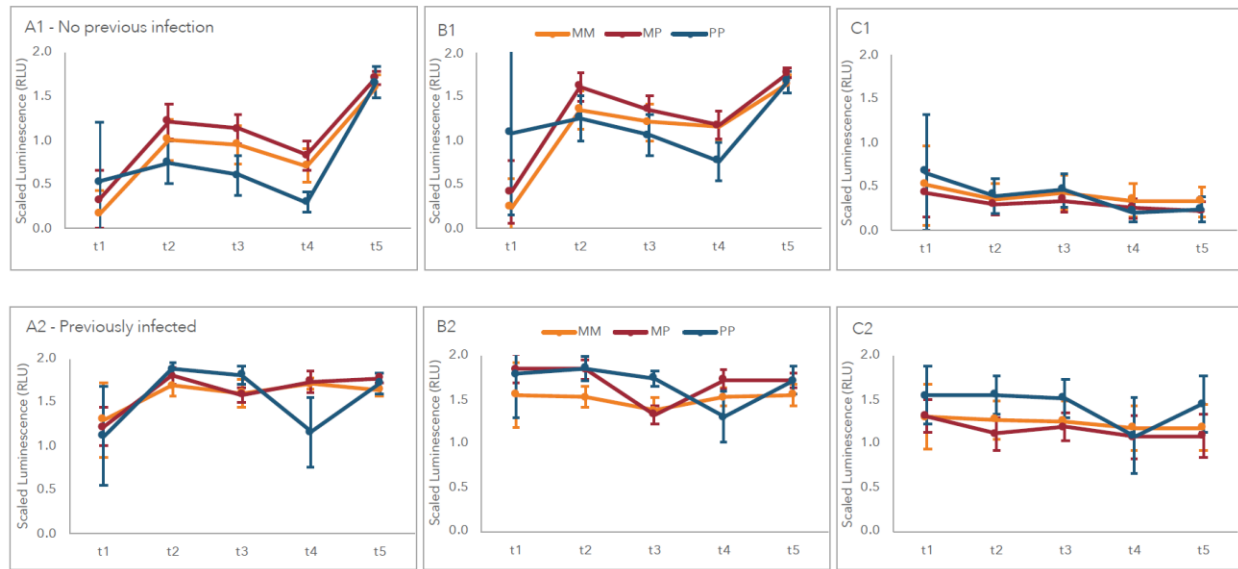 A1 - No previous infection
Scaled Luminescence (RLU)
2.0
1.5
1.0
0.5
0.0
t1 t2 t3 t4 t5
B1
MM MP PP
Scaled Luminescence (RLU)
2.0
1.5
1.0
0.5
0.0
t1 t2 t3 t4 t5
C1
Scaled Luminescence (RLU)
2.0
1.5
1.0
0.5
0.0
t1 t2 t3 t4 t5
A2 - Previously infected
Scaled Luminescence (RLU)
2.0
1.5
1.0
0.5
0.0
t1 t2 t3 t4 t5
B2
MM MP PP
Scaled Luminescence (RLU)
2.0
1.5
1.0
0.5
0.0
t1 t2 t3 t4 t5
C2
Scaled Luminescence (RLU)
2.0
1.5
1.0
0.5
0.0
t1 t2 t3 t4 t5